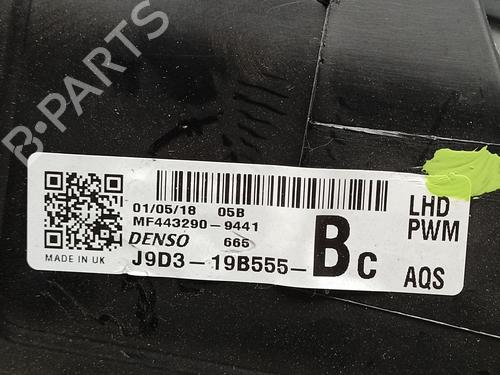 B-PARTS
01/05/18 05B
MF443290-9441
DENSO 665
J9D3-19B555-Bc
MADE IN UK
LHD
PWM
AQS